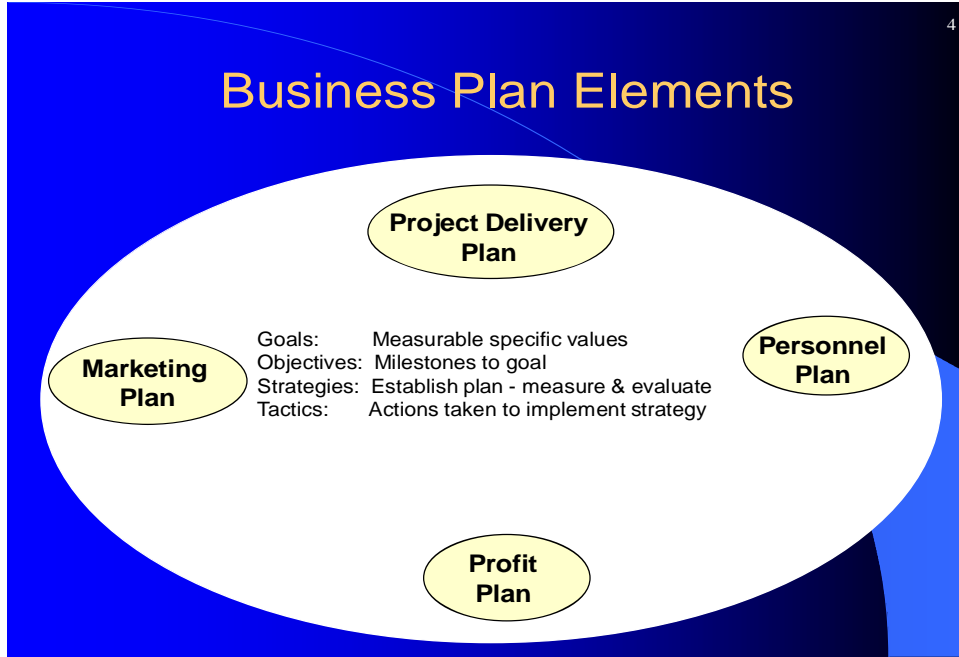 4
Business Plan Elements
Project Delivery
Plan
Goals: Measurable specific values
Objectives: Milestones to goal
Strategies: Establish plan - measure & evaluate
Tactics: Actions taken to implement strategy
Marketing
Plan
Personnel
Plan
Profit
Plan